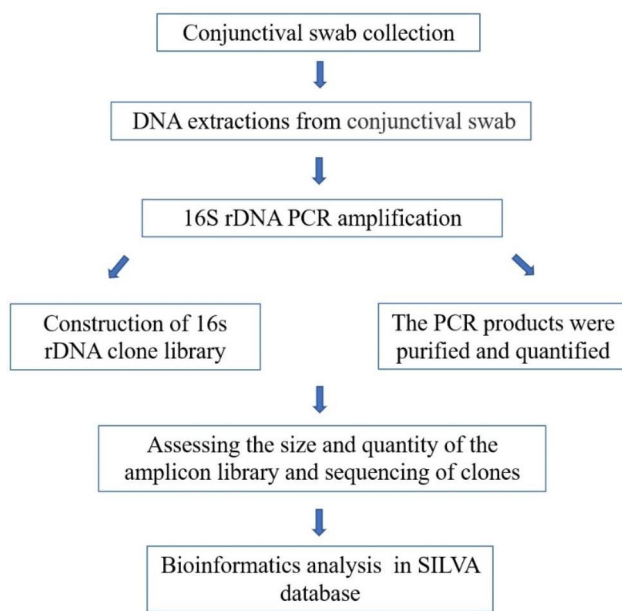 Conjunctival swab collection
DNA extractions from conjunctival swab
16S rDNA PCR amplification
Construction of 16s
rDNA clone library
The PCR products were
purified and quantified
Assessing the size and quantity of the
amplicon library and sequencing of clones
Bioinformatics analysis in SILVA
database